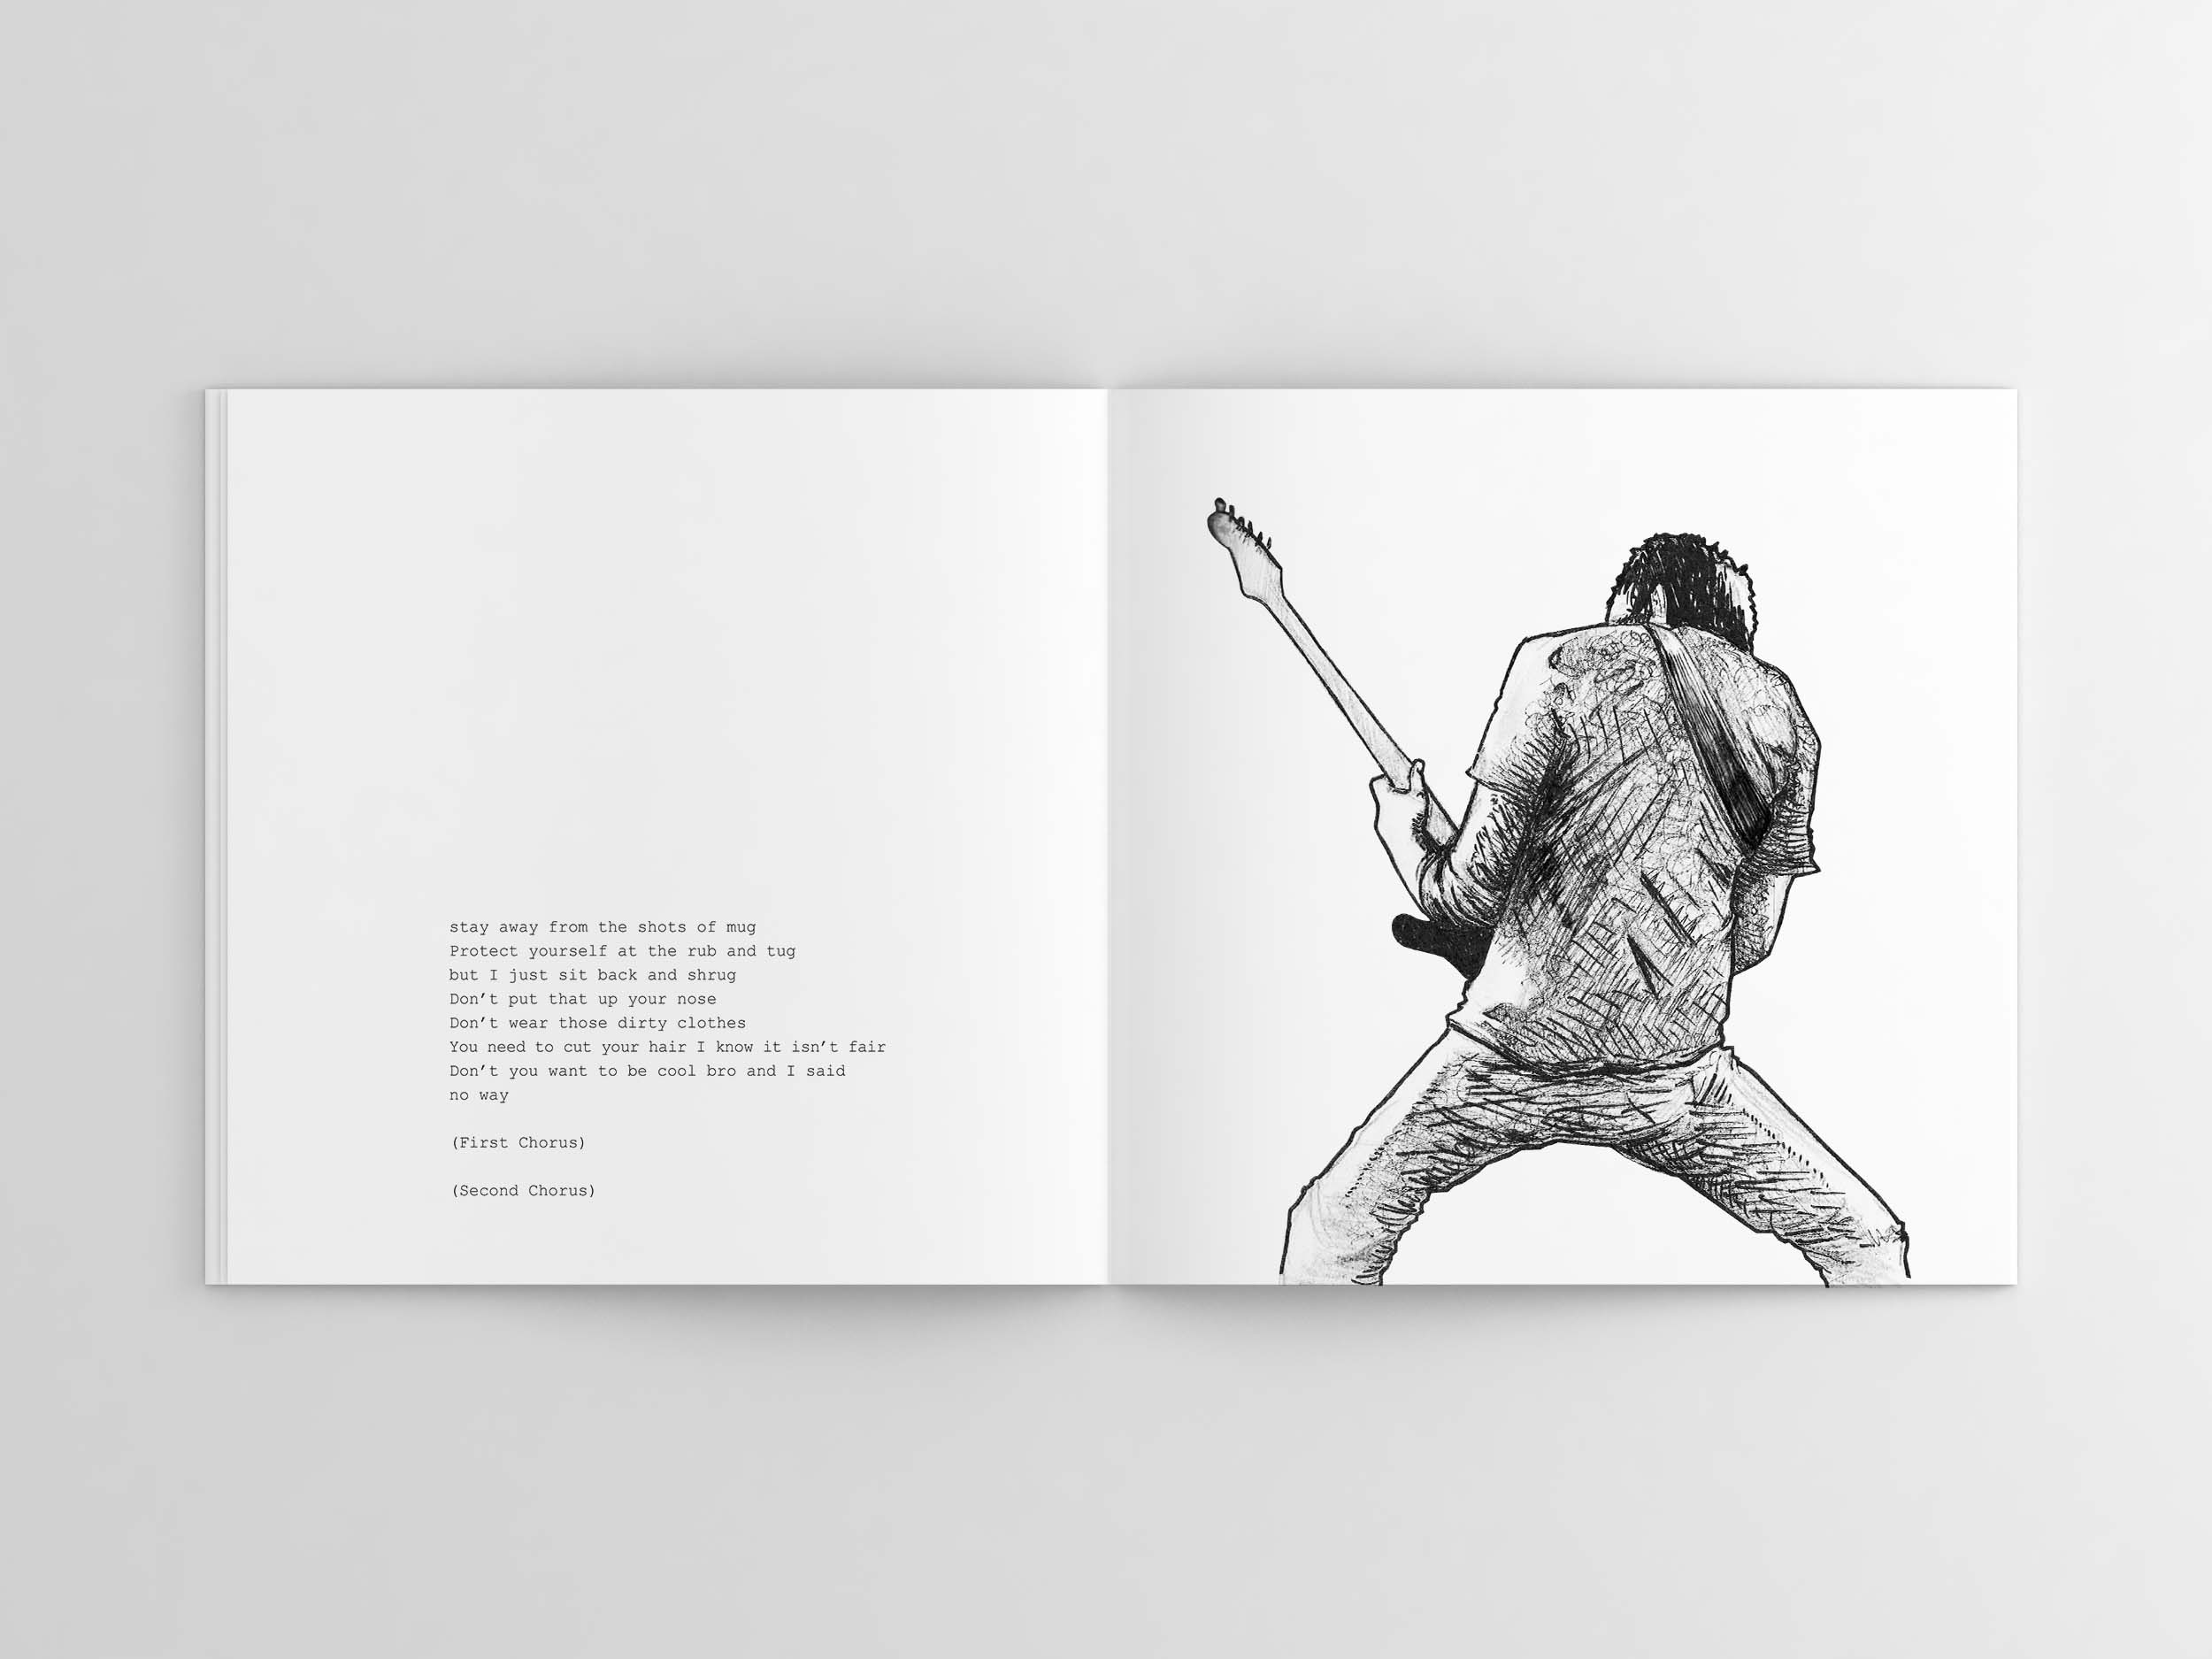 stay away from the shots of mug
Protect yourself at the rub and tug
but I just sit back and shrug
Don’t put that up your nose
Don’t wear those dirty clothes
You need to cut your hair I know it isn’t fair
Don’t you want to be cool bro and I said
no way
(First Chorus)
(Second Chorus)